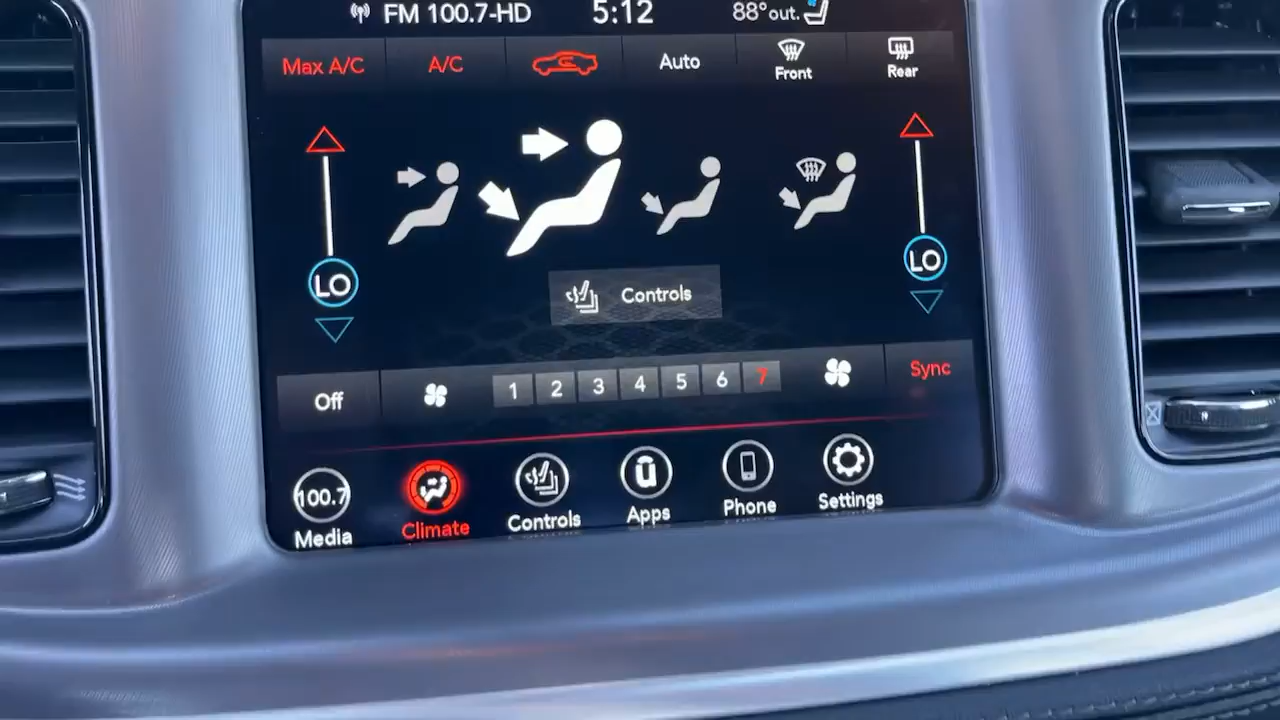 FM 100.7-HD 5:12 88° out.
Max A/C A/C Auto Front Rear
LO LO
Controls
Off 1 2 3 4 5 6 7 Sync
100.7
Media Climate Controls Apps Phone Settings